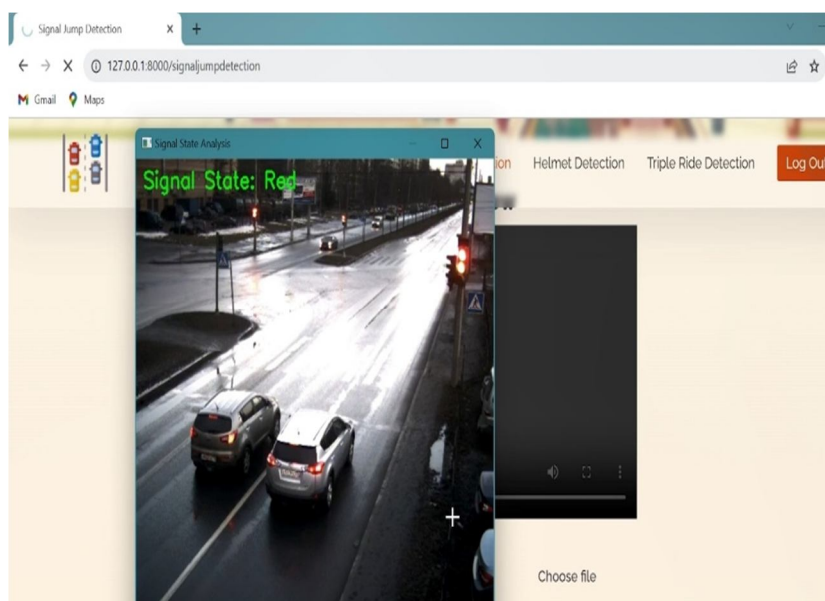 Signal Jump Detection
127.0.0.1:8000/signaljumpdetection
Gmail Maps
Signal State Analysis
Signal State: Red
ion Helmet Detection Triple Ride Detection Log Ou
Choose file